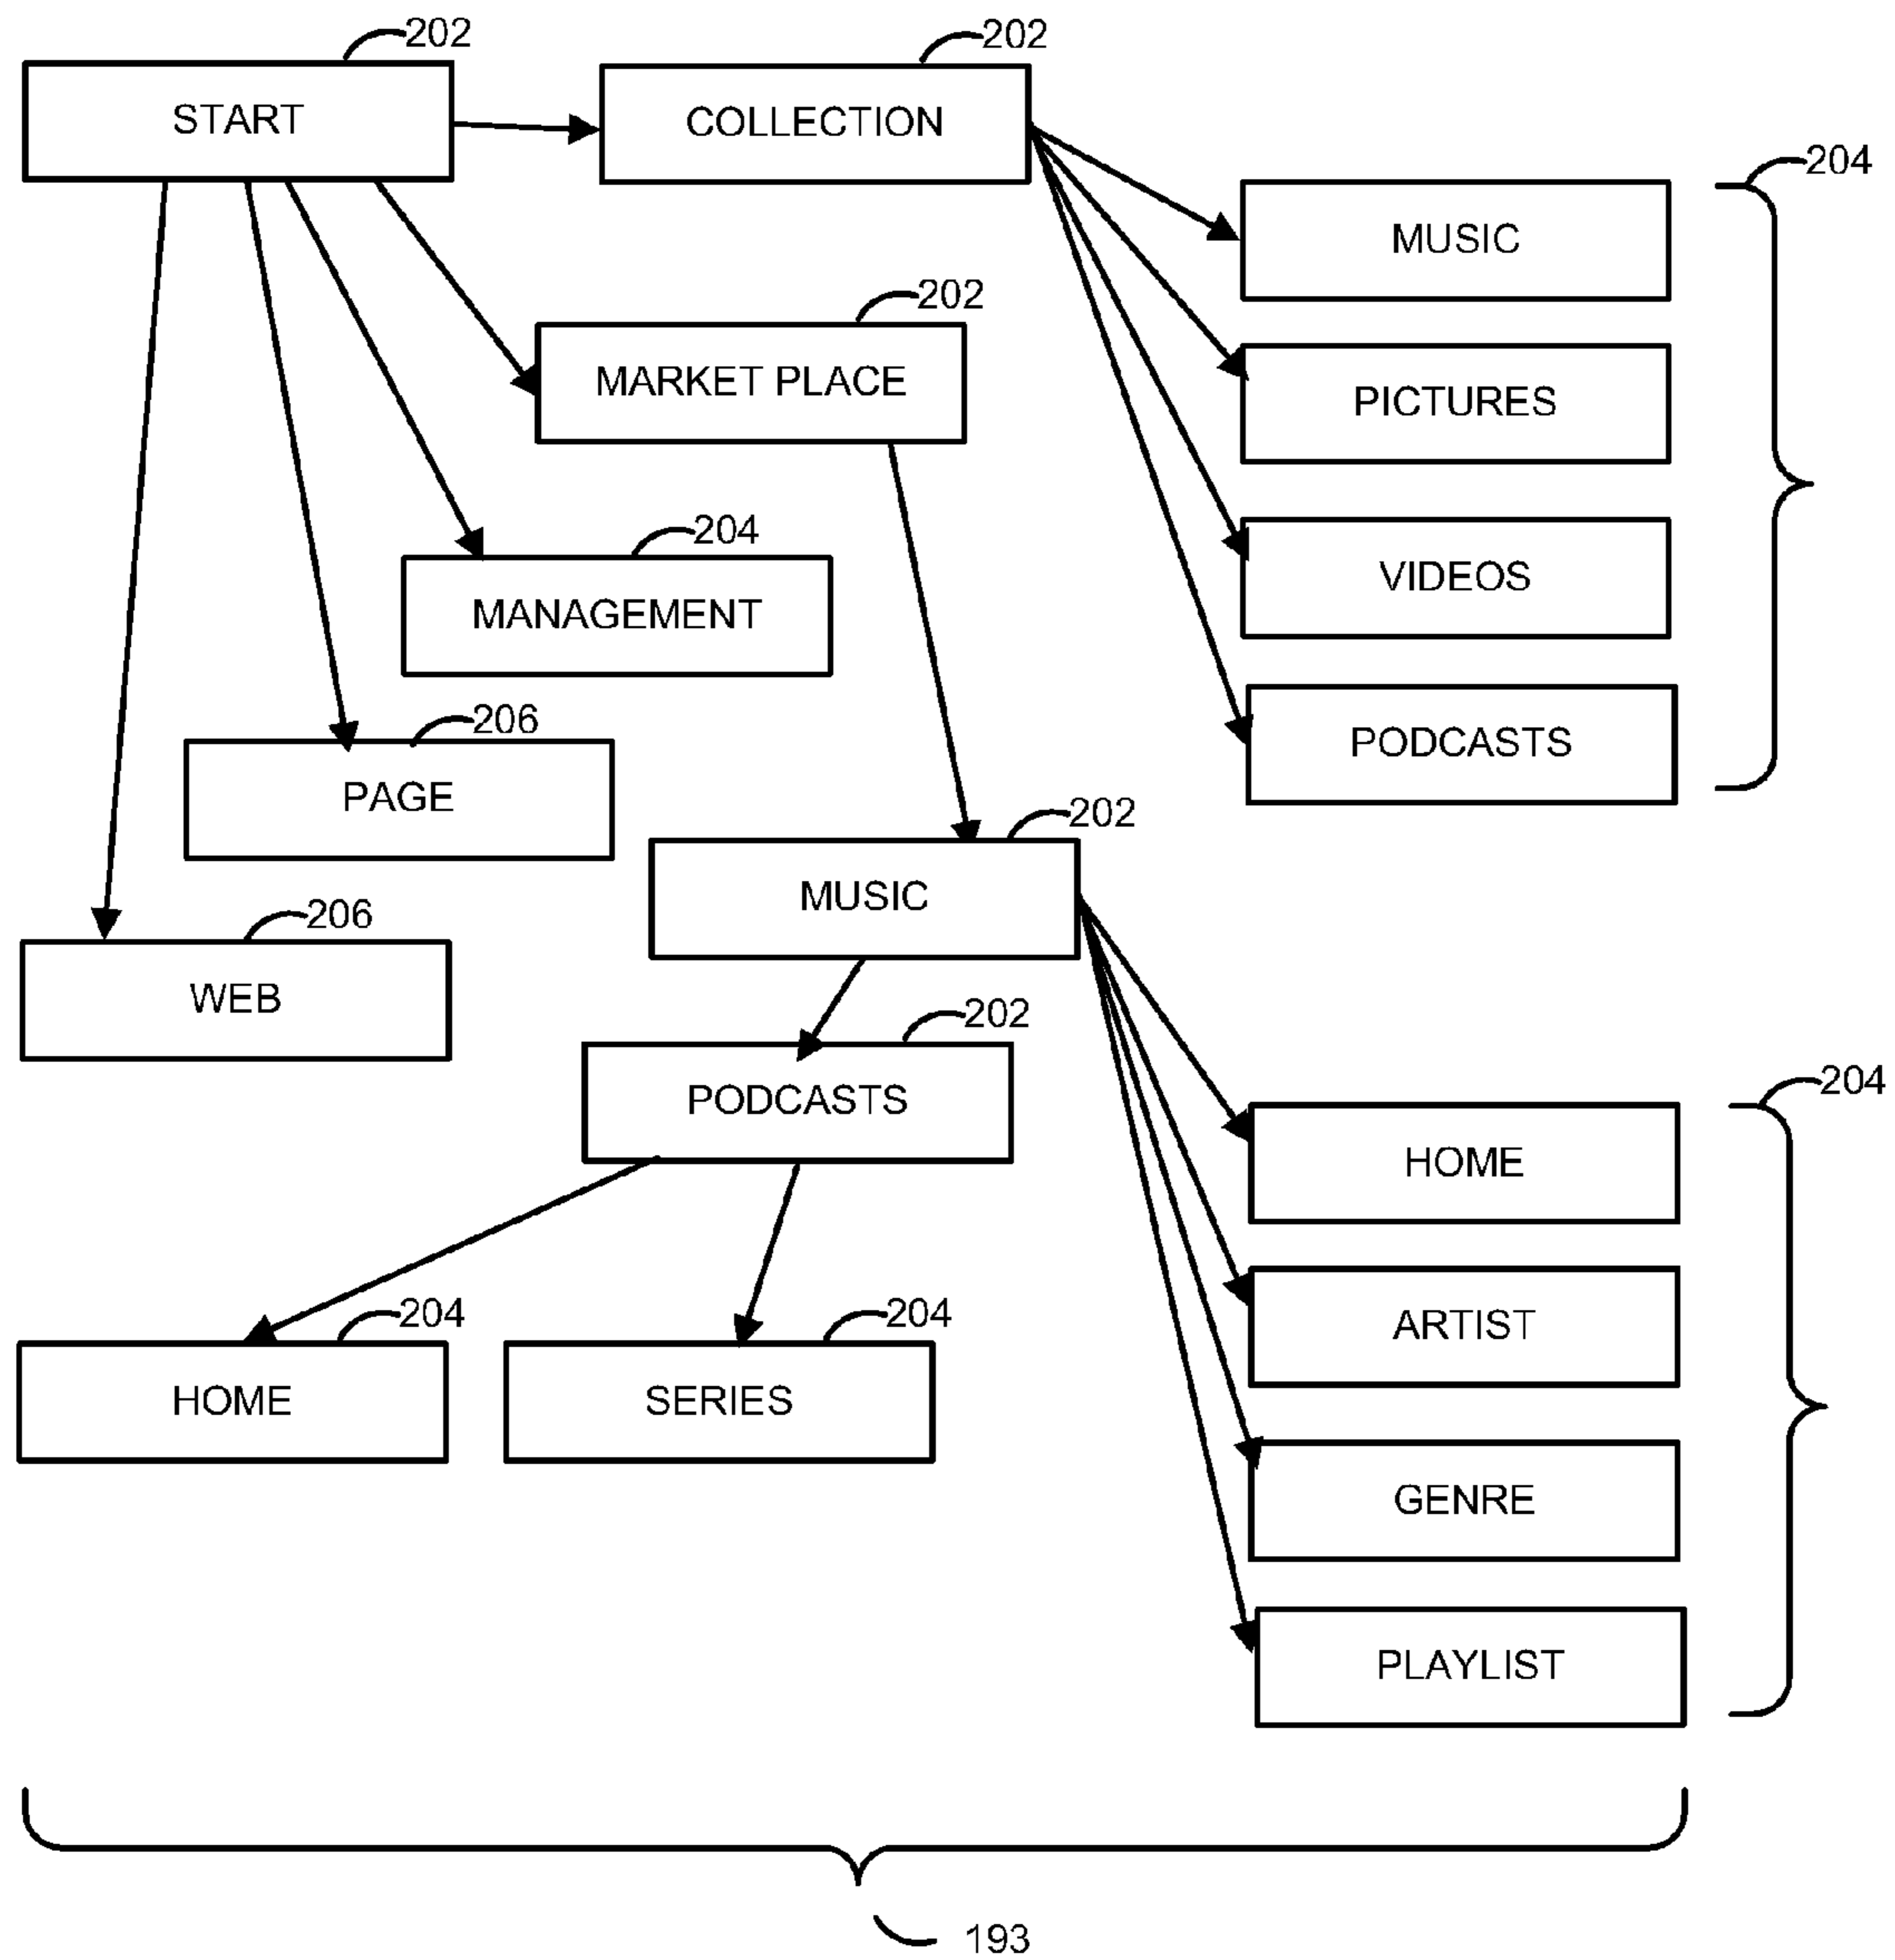 202
202
START
COLLECTION
204
MUSIC
202
MARKET PLACE
PICTURES
204
VIDEOS
MANAGEMENT
206
PODCASTS
PAGE
202
MUSIC
206
WEB
202
PODCASTS
204
HOME
204
204
ARTIST
HOME
SERIES
GENRE
PLAYLIST
193